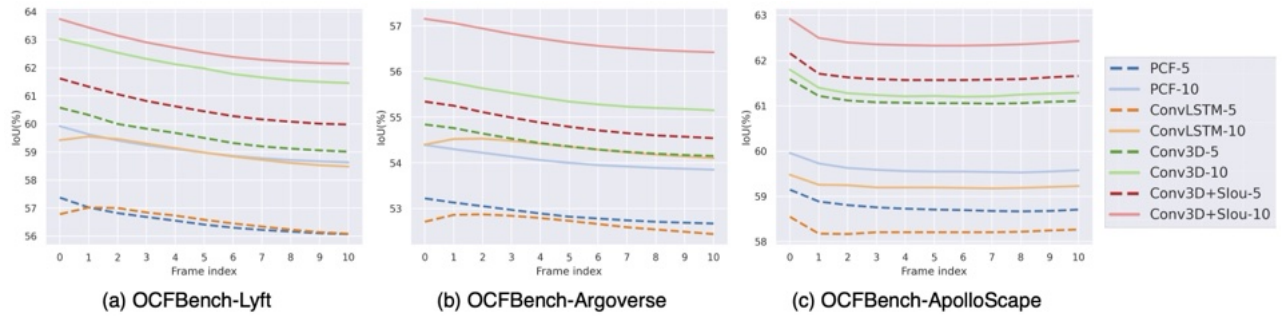 64
63
62
61
60
59
58
57
56
IoU(%)
0 1 2 3 4 5 6 7 8 9 10
Frame index
(a) OCFBench-Lyft
57
56
55
54
53
IoU(%)
0 1 2 3 4 5 6 7 8 9 10
Frame index
(b) OCFBench-Argoverse
63
62
61
60
59
58
IoU(%)
0 1 2 3 4 5 6 7 8 9 10
Frame index
(c) OCFBench-ApolloScape
PCF-5
PCF-10
ConvLSTM-5
ConvLSTM-10
Conv3D-5
Conv3D-10
Conv3D+Slou-5
Conv3D+Slou-10